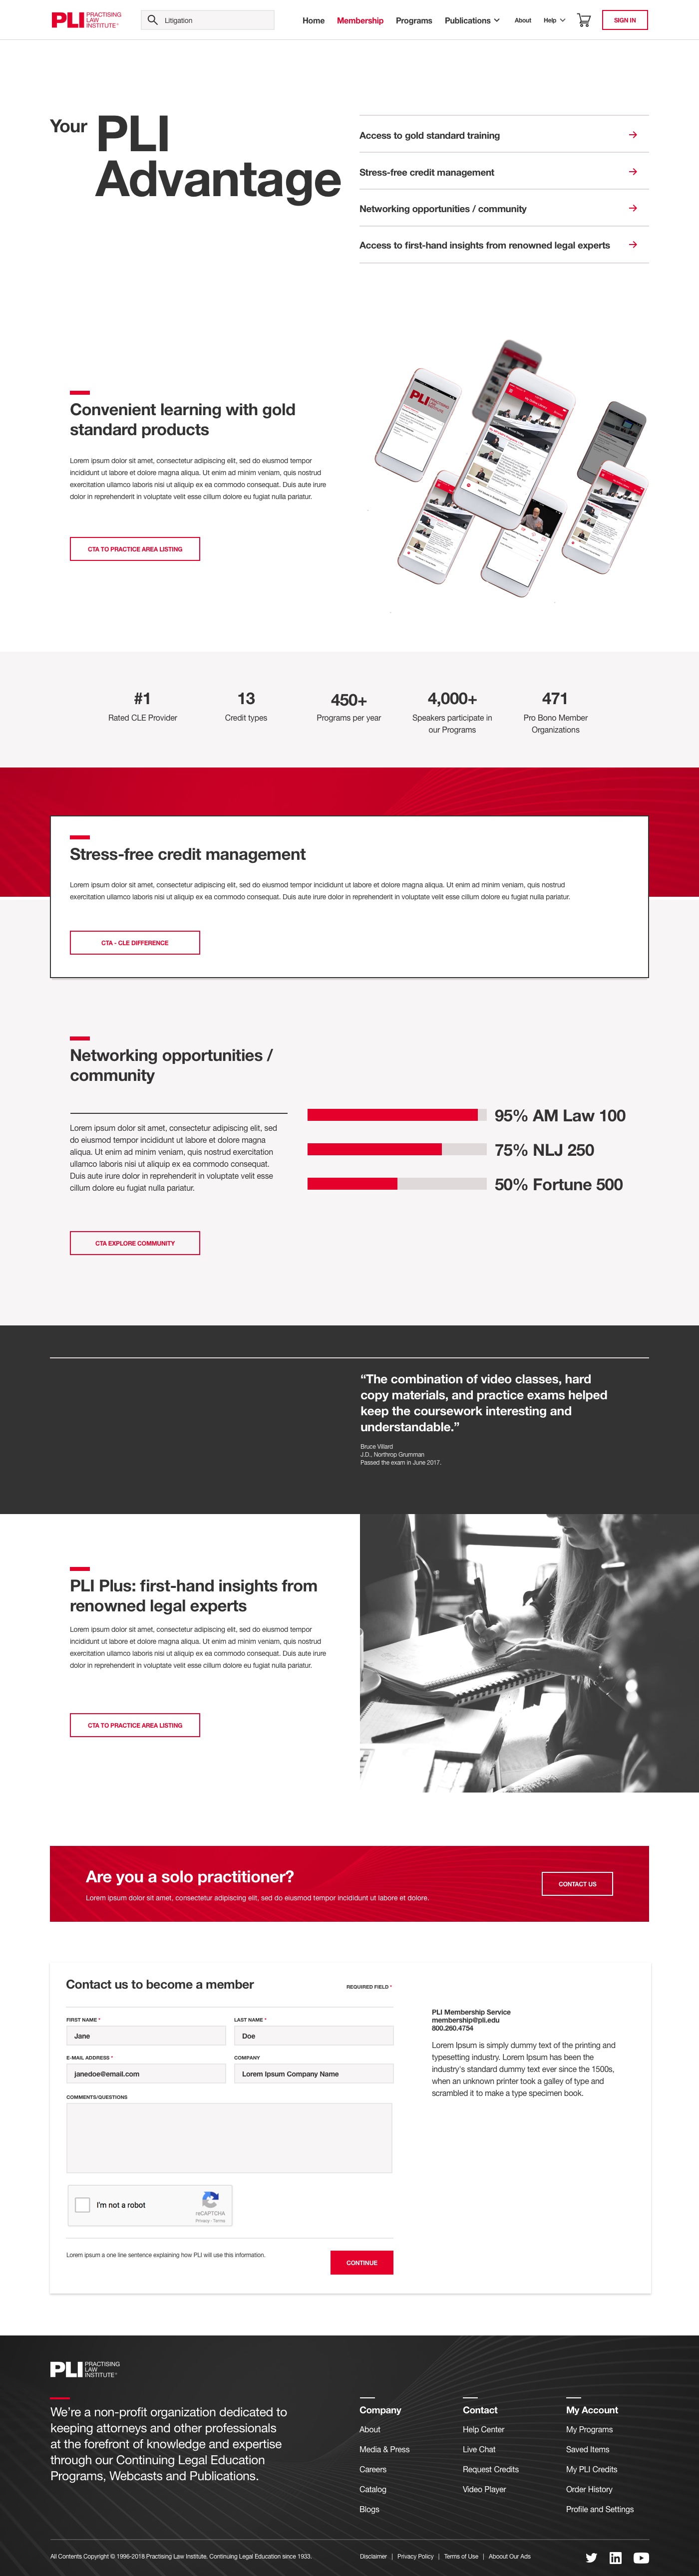 PLI PRACTISING
LAW
INSTITUTE
Litigation
Home Membership Programs Publications About Help SIGN IN
Your PLI
Advantage
Access to gold standard training
Stress-free credit management
Networking opportunities / community
Access to first-hand insights from renowned legal experts
Convenient learning with gold
standard products
Lorem ipsum dolor sit amet, consectetur adipiscing elit, sed do eiusmod tempor
incididunt ut labore et dolore magna aliqua. Ut enim ad minim veniam, quis nostrud
exercitation ullamco laboris nisi ut aliquip ex ea commodo consequat. Duis aute irure
dolor in reprehenderit in voluptate velit esse cillum dolore eu fugiat nulla pariatur.
CTA TO PRACTICE AREA LISTING
PLI
#1
Rated CLE Provider
13
Credit types
450+
Programs per year
4,000+
Speakers participate in
our Programs
471
Pro Bono Member
Organizations
Stress-free credit management
Lorem ipsum dolor sit amet, consectetur adipiscing elit, sed do eiusmod tempor incididunt ut labore et dolore magna aliqua. Ut enim ad minim veniam, quis nostrud
exercitation ullamco laboris nisi ut aliquip ex ea commodo consequat. Duis aute irure dolor in reprehenderit in voluptate velit esse cillum dolore eu fugiat nulla pariatur.
CTA - CLE DIFFERENCE
Networking opportunities /
community
Lorem ipsum dolor sit amet, consectetur adipiscing elit, sed
do eiusmod tempor incididunt ut labore et dolore magna
aliqua. Ut enim ad minim veniam, quis nostrud exercitation
ullamco laboris nisi ut aliquip ex ea commodo consequat.
Duis aute irure dolor in reprehenderit in voluptate velit esse
cillum dolore eu fugiat nulla pariatur.
CTA EXPLORE COMMUNITY
95% AM Law 100
75% NLJ 250
50% Fortune 500
“The combination of video classes, hard
copy materials, and practice exams helped
keep the coursework interesting and
understandable.”
Bruce Villard
J.D., Northrop Grumman
Passed the exam in June 2017.
PLI Plus: first-hand insights from
renowned legal experts
Lorem ipsum dolor sit amet, consectetur adipiscing elit, sed do eiusmod tempor
incididunt ut labore et dolore magna aliqua. Ut enim ad minim veniam, quis nostrud
exercitation ullamco laboris nisi ut aliquip ex ea commodo consequat. Duis aute irure
dolor in reprehenderit in voluptate velit esse cillum dolore eu fugiat nulla pariatur.
CTA TO PRACTICE AREA LISTING
Are you a solo practitioner?
Lorem ipsum dolor sit amet, consectetur adipiscing elit, sed do eiusmod tempor incididunt ut labore et dolore.
CONTACT US
Contact us to become a member
REQUIRED FIELD *
FIRST NAME * LAST NAME *
Jane Doe
E-MAIL ADDRESS * COMPANY
janedoe@email.com Lorem Ipsum Company Name
COMMENTS/QUESTIONS
I'm not a robot
reCAPTCHA
Privacy - Terms
Lorem ipsum a one line sentence explaining how PLI will use this information.
CONTINUE
PLI Membership Service
membership@pli.edu
800.260.4754
Lorem Ipsum is simply dummy text of the printing and
typesetting industry. Lorem Ipsum has been the
industry's standard dummy text ever since the 1500s,
when an unknown printer took a galley of type and
scrambled it to make a type specimen book.
PLI PRACTISING
LAW
INSTITUTE
We're a non-profit organization dedicated to
keeping attorneys and other professionals
at the forefront of knowledge and expertise
through our Continuing Legal Education
Programs, Webcasts and Publications.
Company
About
Media & Press
Careers
Catalog
Blogs
Contact
Help Center
Live Chat
Request Credits
Video Player
My Account
My Programs
Saved Items
My PLI Credits
Order History
Profile and Settings
All Contents Copyright © 1996-2018 Practising Law Institute. Continuing Legal Education since 1933.
Disclaimer | Privacy Policy | Terms of Use | Aboout Our Ads